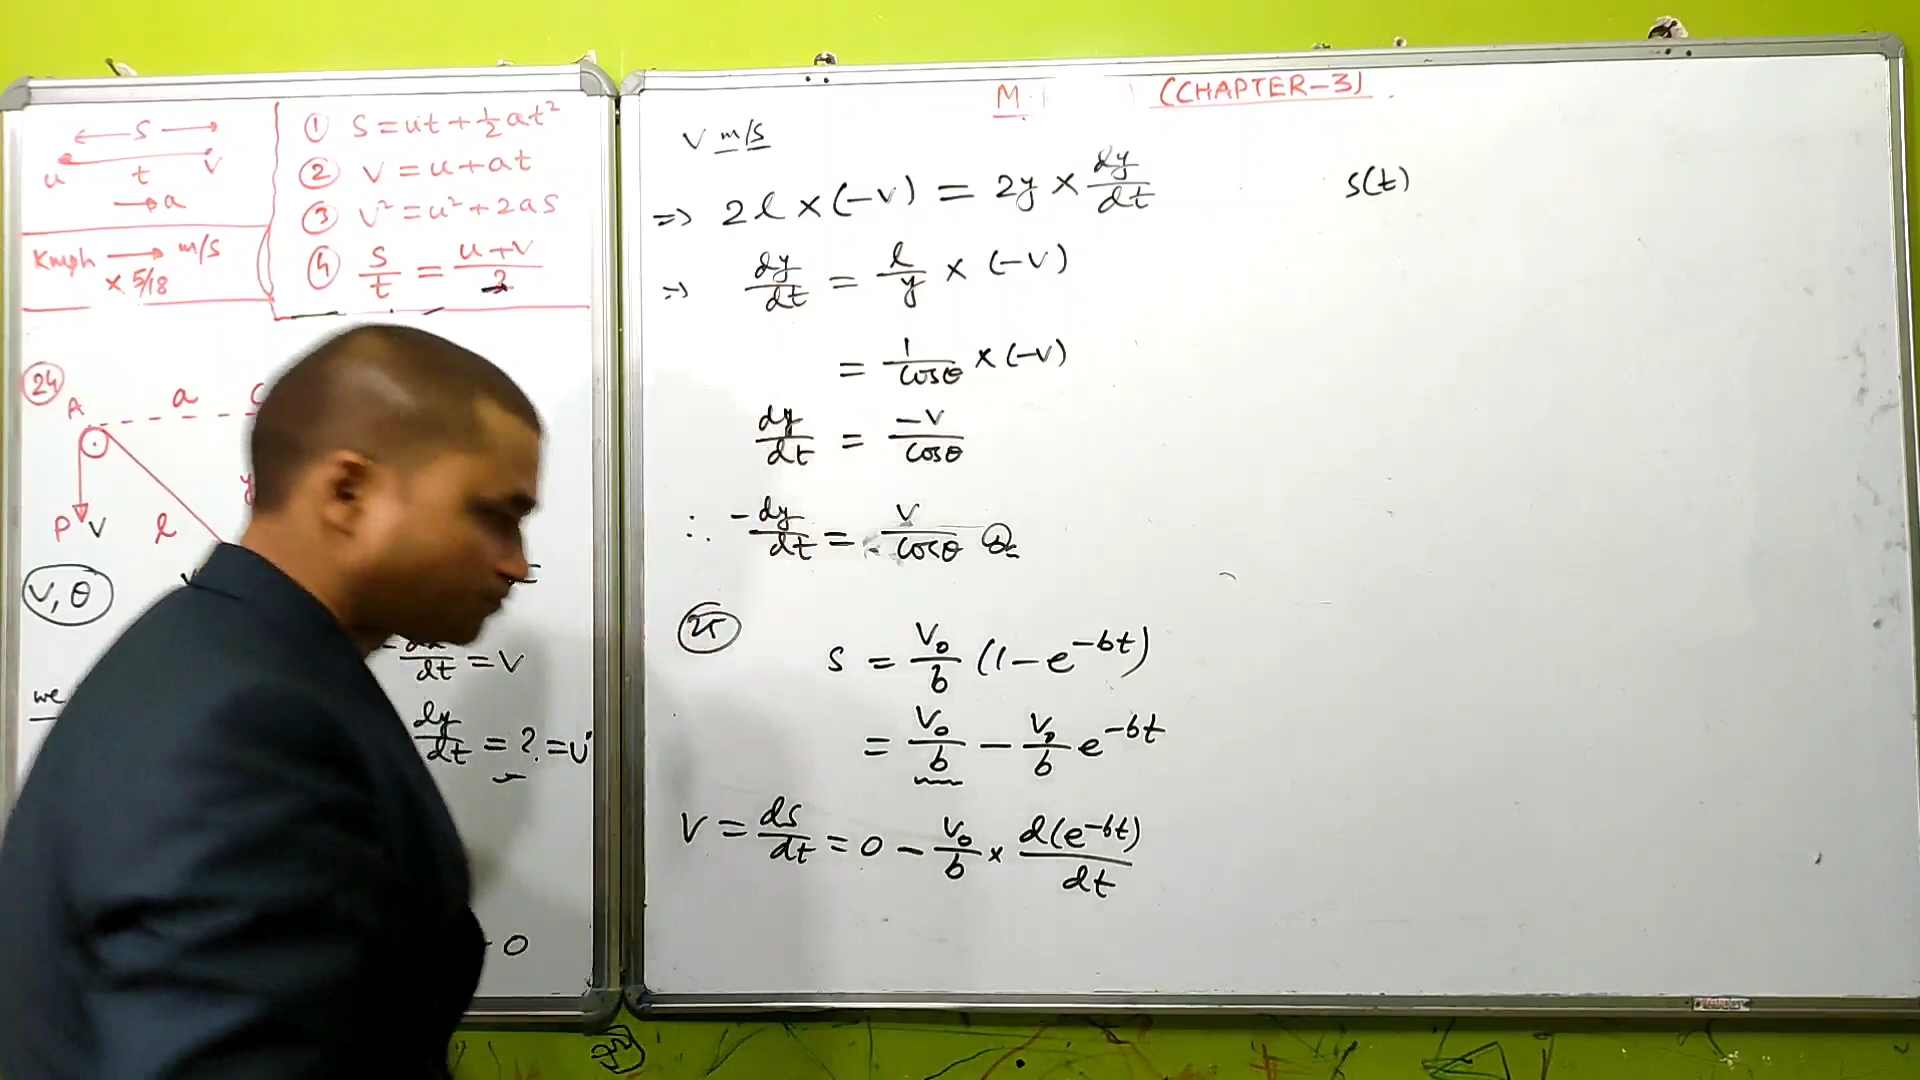 S
u t v
a
Kmph → m/s
× 5/18
① S = ut + ½at²
② V = u + at
③ V² = u² + 2as
④ S/t = (u+v)/2
㉔
A a
y
P V l
V, θ
dt = V
we
dy/dt = ? = v
0
M (CHAPTER-3)
V m/s
⇒ 2l × (-v) = 2y × dy/dt
s(t)
⇒ dy/dt = l/y × (-v)
= 1/cosθ × (-v)
dy/dt = -v/cosθ
∴ -dy/dt = v/cosθ
㉕
s = V₀/b (1 - e^-bt)
= V₀/b - V₀/b e^-bt
V = ds/dt = 0 - V₀/b × d(e^-bt)/dt